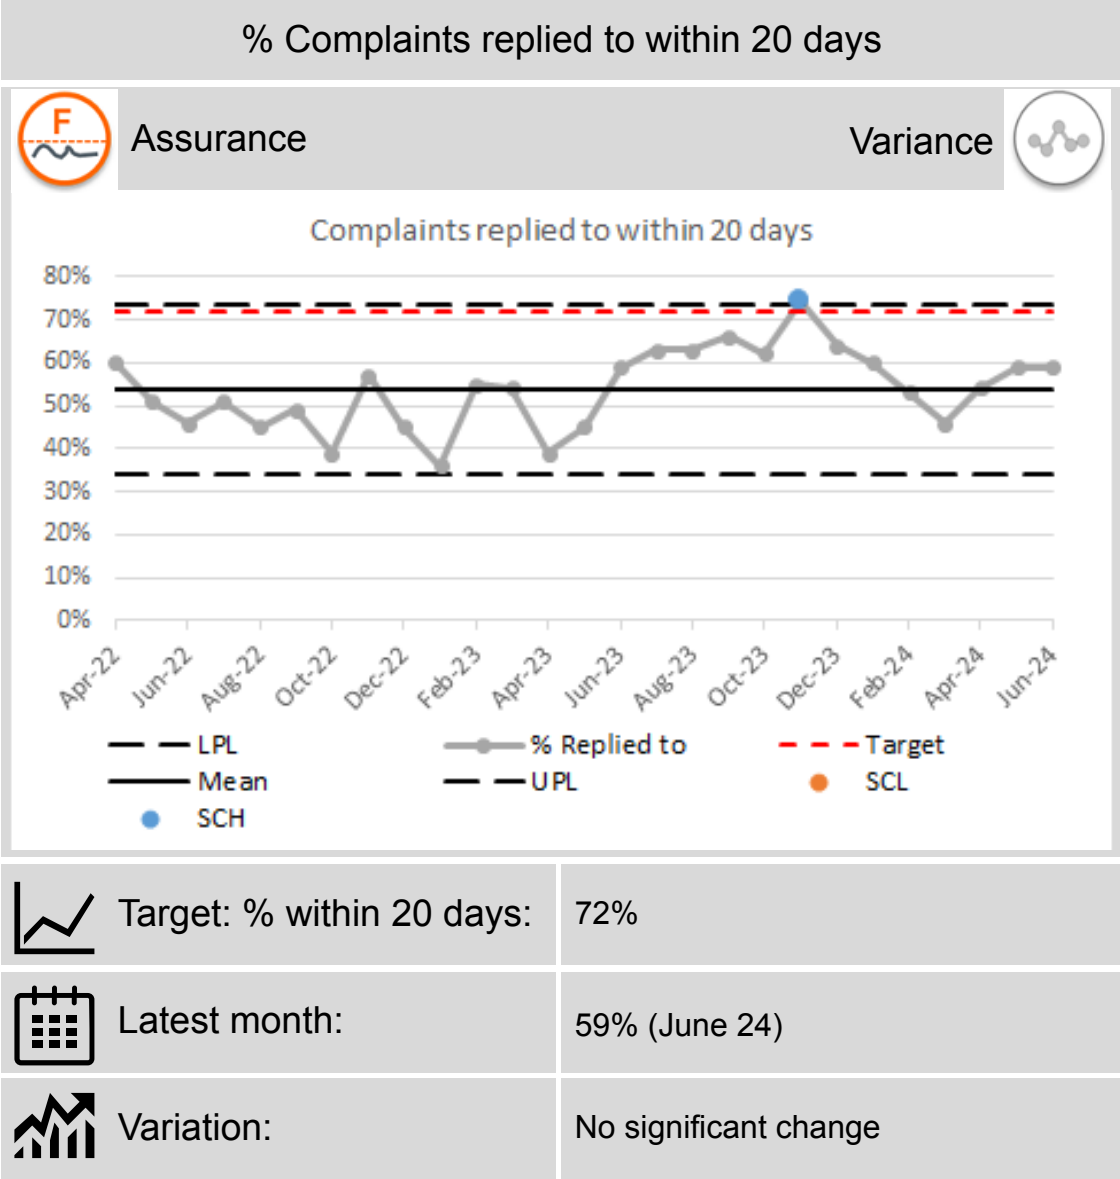 % Complaints replied to within 20 days
F
Assurance
Variance
Complaints replied to within 20 days
80%
70%
60%
50%
40%
30%
20%
10%
0%
Apr-22
Jun-22
Aug-22
Oct-22
Dec-22
Feb-23
Apr-23
Jun-23
Aug-23
Oct-23
Dec-23
Feb-24
Apr-24
Jun-24
LPL
% Replied to
Target
Mean
UPL
SCL
SCH
Target: % within 20 days:
72%
Latest month:
59% (June 24)
Variation:
No significant change